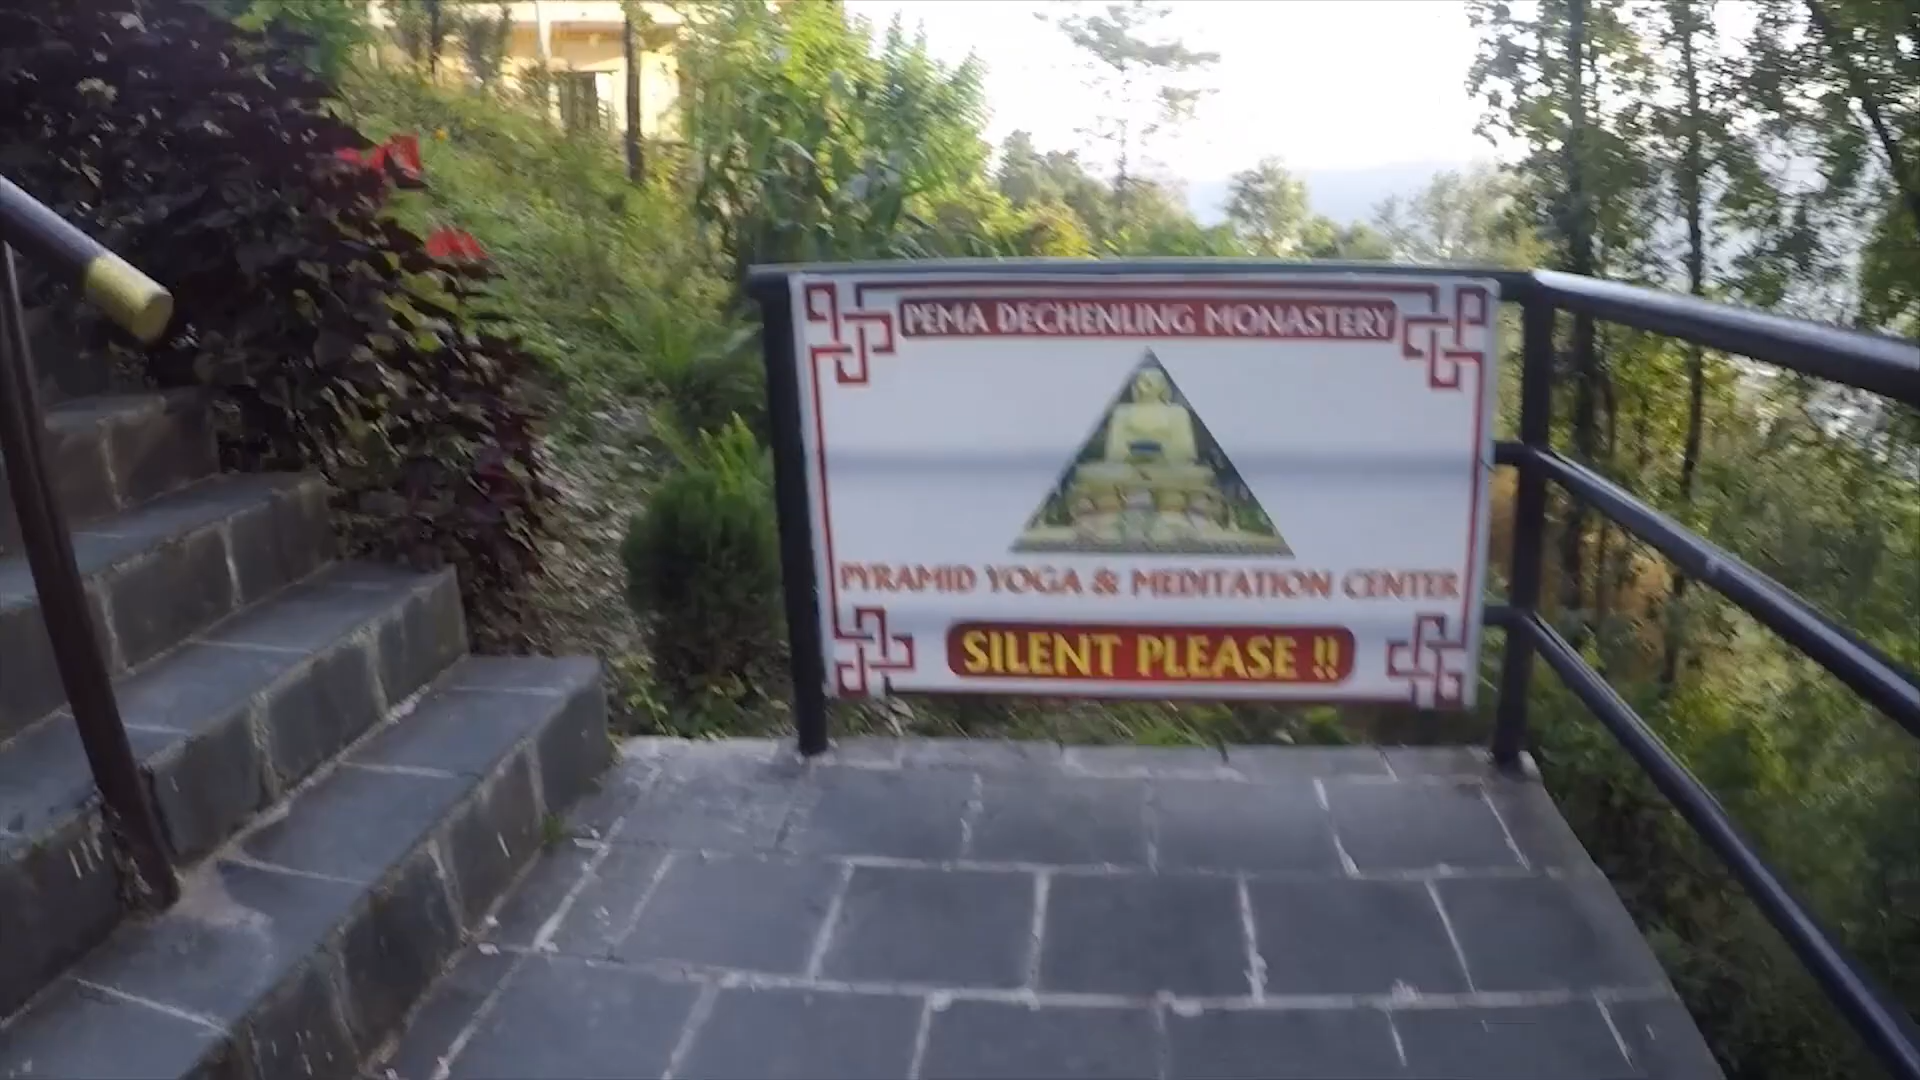 PEMA DECHENLING MONASTERY
PYRAMID YOGA & MEDITATION CENTER
SILENT PLEASE !!